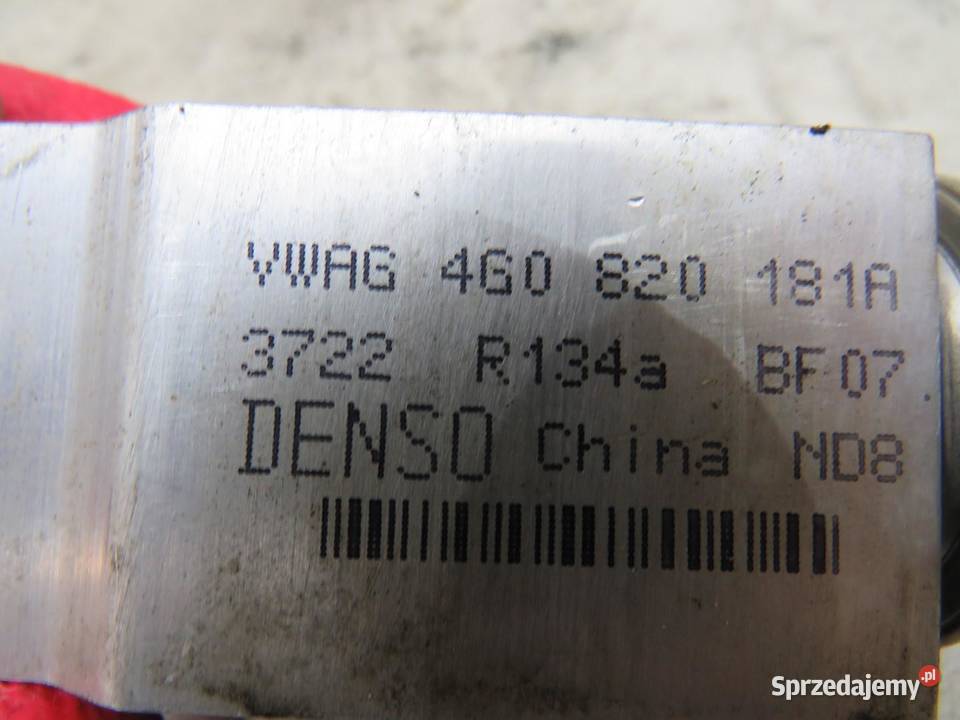 VWAG 4G0 820 181A
3722 R134a BF07
DENSO China ND8
Sprzedajemy.pl